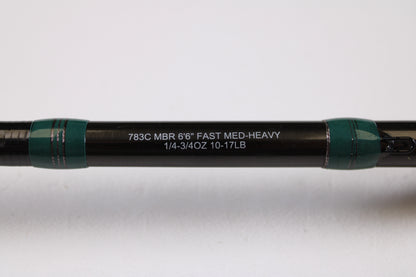 783C MBR 6'6" FAST MED-HEAVY
1/4-3/4OZ 10-17LB